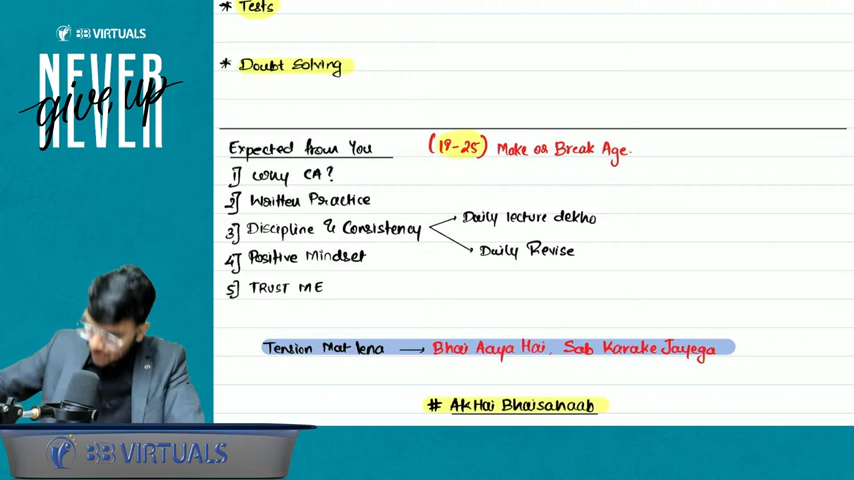 * Tests
BB VIRTUALS
NEVER
give up
NEVER
* Doubt Solving
Expected from You
(18-25) Make or Break Age.
1] Why CA?
2] Written Practice
3] Discipline & Consistency
Daily lecture dekho
Daily Revise
4] Positive Mindset
5] TRUST ME
Tension Mat lena → Bhai Aaya Hai, Sab Karake Jayega
# AkHai Bhaisahaab
BB VIRTUALS